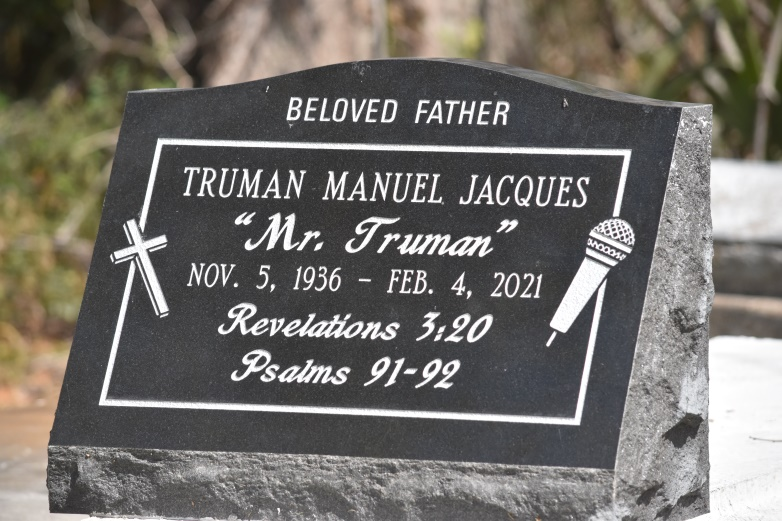 BELOVED FATHER
TRUMAN MANUEL JACQUES
"Mr. Truman"
NOV. 5, 1936 - FEB. 4, 2021
Revelations 3:20
Psalms 91-92